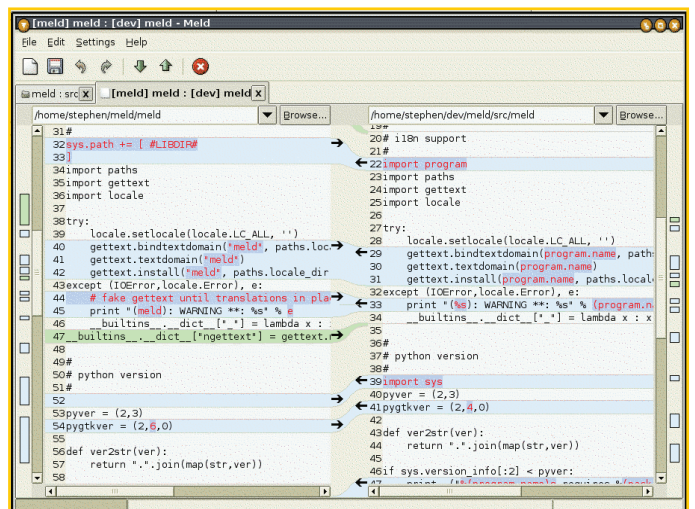 [meld] meld : [dev] meld - Meld
File Edit Settings Help
meld : src x [meld] meld : [dev] meld x
/home/stephen/meld/meld Browse...
31#
32sys.path += [ #LIBDIR#
33]
34import paths
35import gettext
36import locale
37
38try:
39    locale.setlocale(locale.LC_ALL, '')
40    gettext.bindtextdomain("meld", paths.loc
41    gettext.textdomain("meld")
42    gettext.install("meld", paths.locale_dir
43except (IOError,locale.Error), e:
44    # fake gettext until translations in pla
45    print "(meld): WARNING **: %s" % e
46    __builtins__.__dict__["_"] = lambda x :
47__builtins__.__dict__["ngettext"] = gettext.
48
49#
50# python version
51#
52
53pyver = (2,3)
54pygtkver = (2,6,0)
55
56def ver2str(ver):
57    return ".".join(map(str,ver))
58
/home/stephen/dev/meld/src/meld Browse...
19#
20# i18n support
21#
22import program
23import paths
24import gettext
25import locale
26
27try:
28    locale.setlocale(locale.LC_ALL, '')
29    gettext.bindtextdomain(program.name, path
30    gettext.textdomain(program.name)
31    gettext.install(program.name, paths.local
32except (IOError,locale.Error), e:
33    print "(%s): WARNING **: %s" % (program.n
34    __builtins__.__dict__["_"] = lambda x : x
35
36#
37# python version
38#
39import sys
40pyver = (2,3)
41pygtkver = (2,4,0)
42
43def ver2str(ver):
44    return ".".join(map(str,ver))
45
46if sys.version_info[:2] < pyver:
47    print ("%(program.name)s requires %(